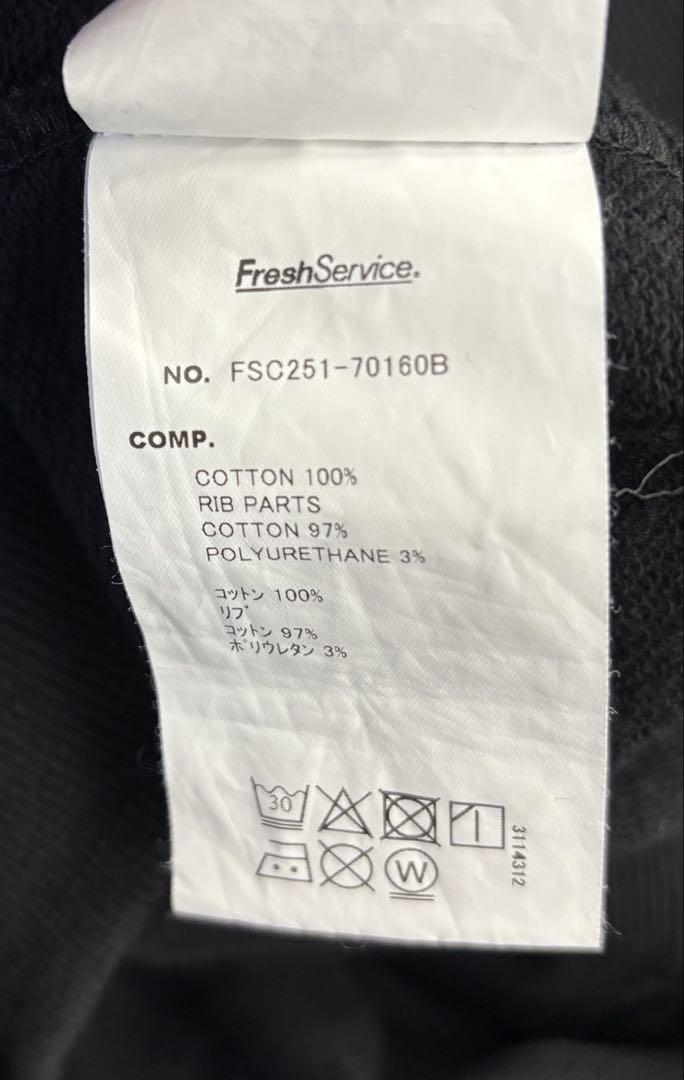 FreshService.
NO. FSC251-70160B
COMP.
COTTON 100%
RIB PARTS
COTTON 97%
POLYURETHANE 3%
コットン 100%
リブ
コットン 97%
ポリウレタン 3%
30
W
3114312